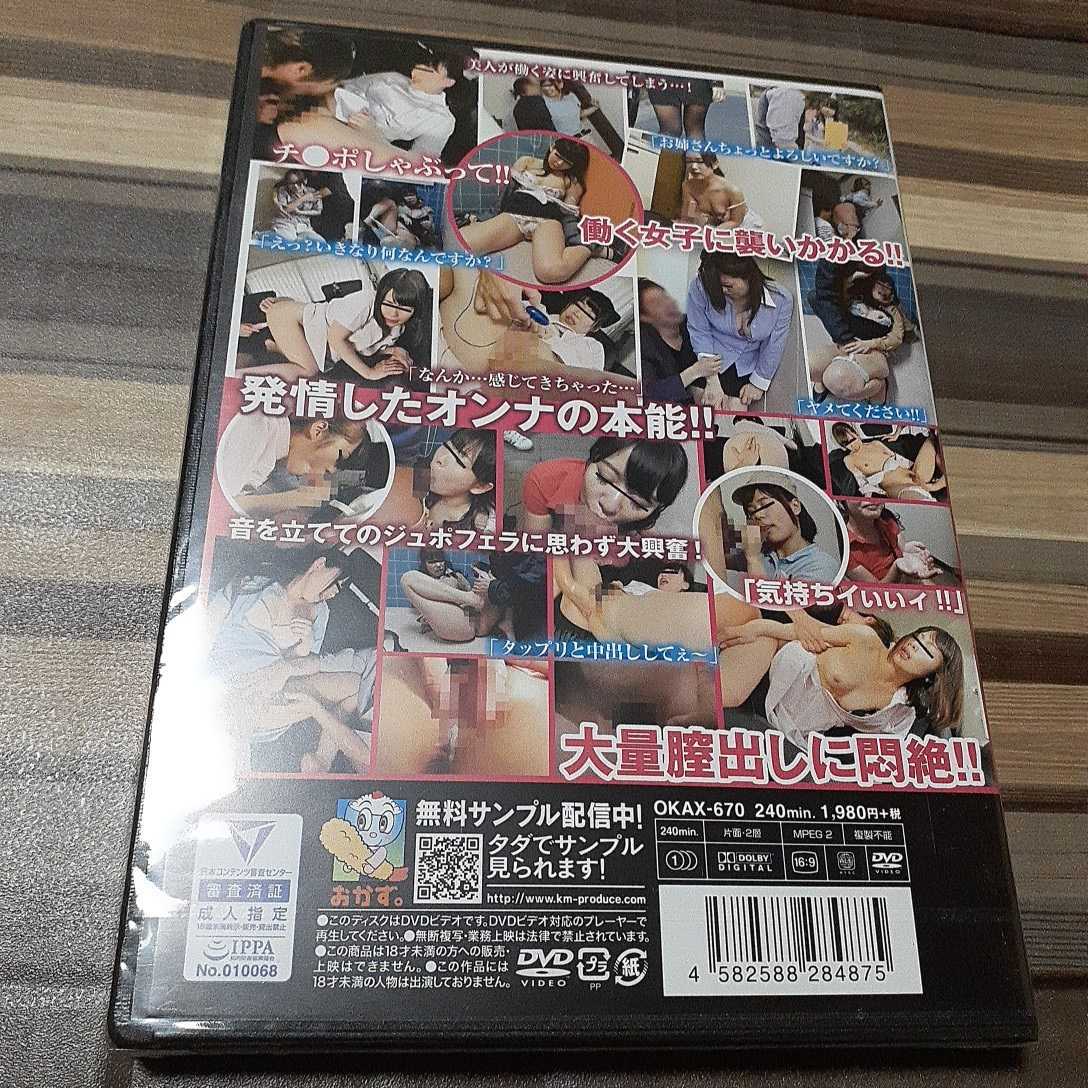 美人が働く姿に興奮してしまう…!
「お姉さんちょっとよろしいですか?」
チ●ポしゃぶって!!
働く女子に襲いかかる!!
「えっ?いきなり何なんですか?」
「なんか…感じてきちゃった…」
「ヤメてください!!」
発情したオンナの本能!!
音を立ててのジュポフェラに思わず大興奮!
「気持ちイいいィ!!」
「タップリと中出ししてぇ～」
大量膣出しに悶絶!!
無料サンプル配信中!
タダでサンプル
見られます!
http://www.km-produce.com
おかず。
OKAX-670 240min. 1,980円+税
240min. 片面・2層 MPEG 2 複製不能
DOLBY DIGITAL 16:9 DVD VIDEO
日本コンテンツ審査センター
審査済証
成人指定
IPPA
No.010068
●このディスクはDVDビデオです。DVDビデオ対応のプレーヤーで
再生してください。●無断複写・業務上映は法律で禁止されています。
●この商品は18才未満の方への販売・
上映はできません。●この作品には
18才未満の人物は出演しておりません。
DVD VIDEO
プラ
PP
紙
4 582588 284875